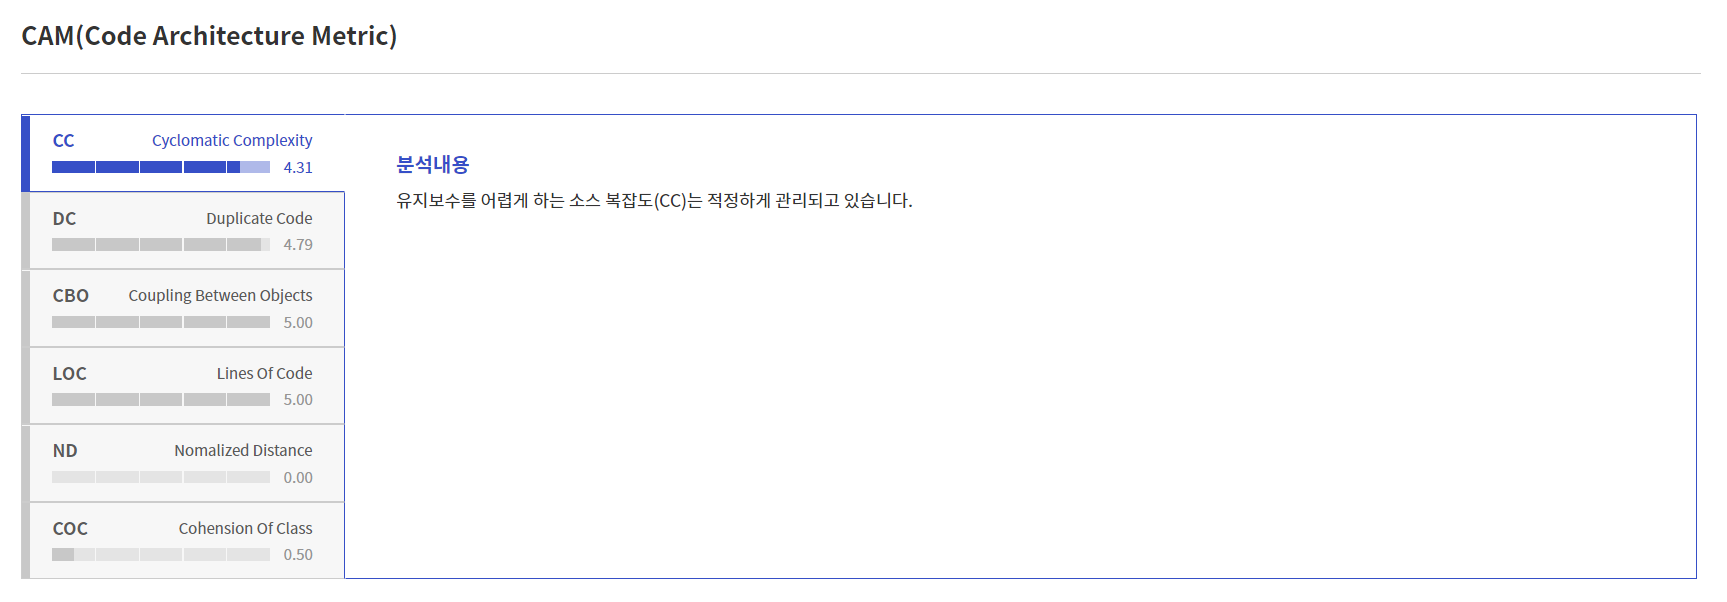 CAM(Code Architecture Metric)
CC Cyclomatic Complexity
4.31
DC Duplicate Code
4.79
CBO Coupling Between Objects
5.00
LOC Lines Of Code
5.00
ND Nomalized Distance
0.00
COC Cohension Of Class
0.50
분석내용
유지보수를 어렵게 하는 소스 복잡도(CC)는 적정하게 관리되고 있습니다.